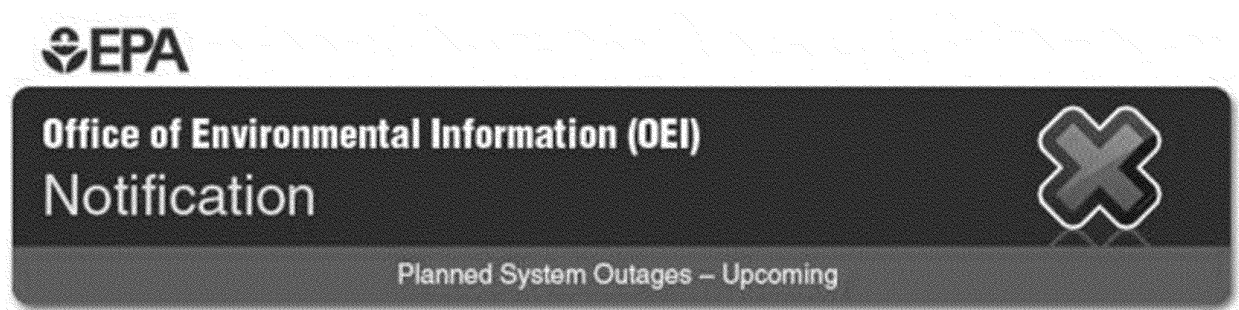 EPA
Office of Environmental Information (OEI)
Notification
Planned System Outages – Upcoming